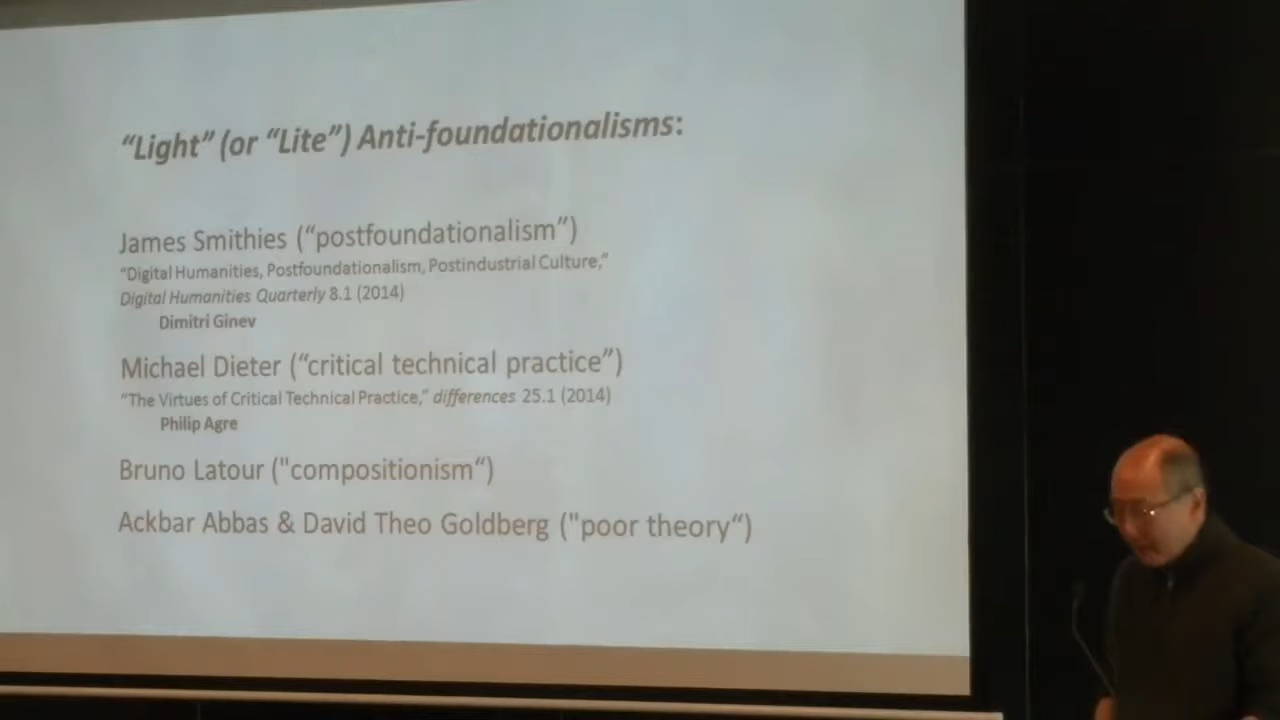 “Light” (or “Lite”) Anti-foundationalisms:
James Smithies (“postfoundationalism”)
“Digital Humanities, Postfoundationalism, Postindustrial Culture,”
Digital Humanities Quarterly 8.1 (2014)
Dimitri Ginev
Michael Dieter (“critical technical practice”)
“The Virtues of Critical Technical Practice,” differences 25.1 (2014)
Philip Agre
Bruno Latour ("compositionism“)
Ackbar Abbas & David Theo Goldberg ("poor theory“)